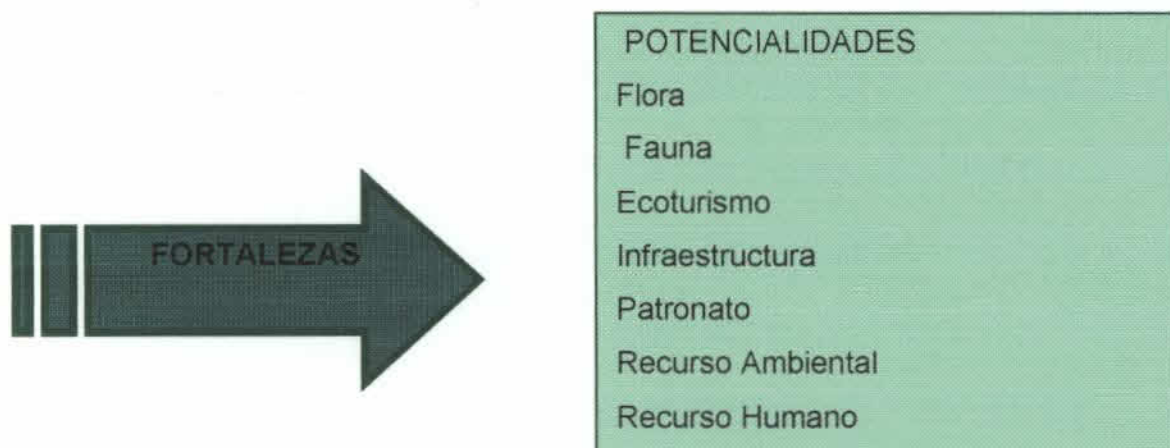 FORTALEZAS
POTENCIALIDADES
Flora
Fauna
Ecoturismo
Infraestructura
Patronato
Recurso Ambiental
Recurso Humano